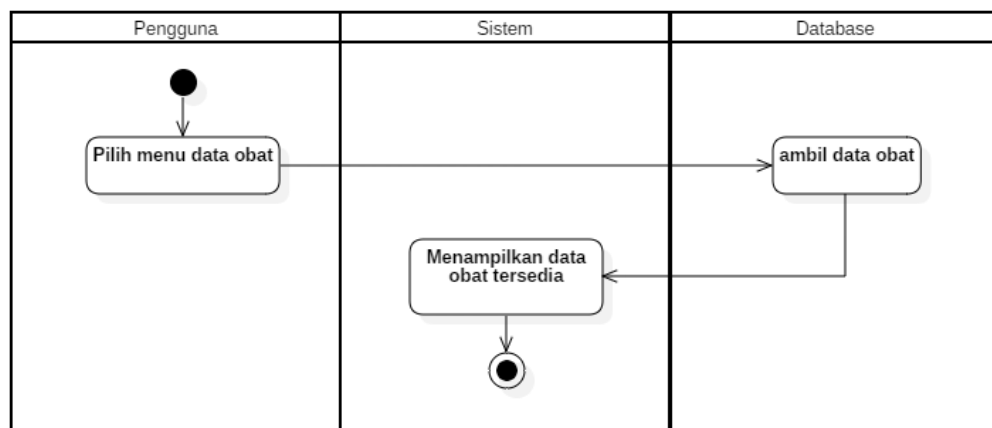 Pengguna
Sistem
Database
Pilih menu data obat
ambil data obat
Menampilkan data
obat tersedia